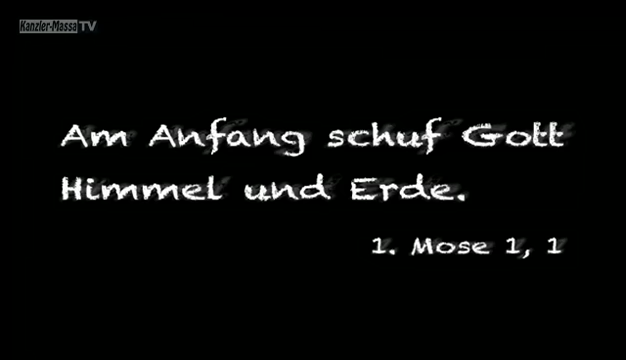 Kanzler-Massa TV
Am Anfang schuf Gott
Himmel und Erde.
1. Mose 1, 1